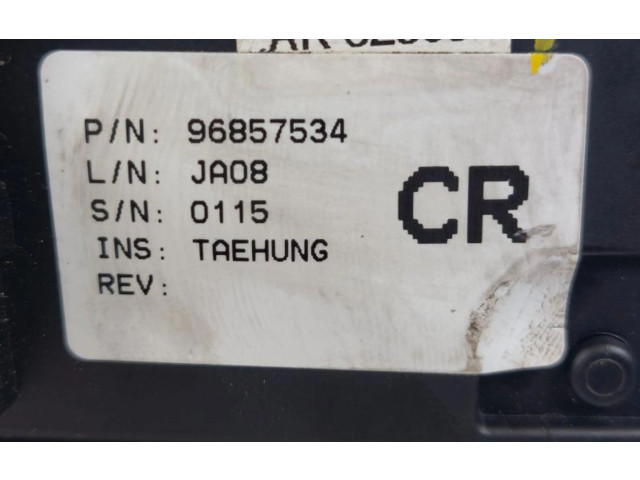 P/N: 96857534
L/N: JA08
S/N: 0115
INS: TAEHUNG
REV:
CR